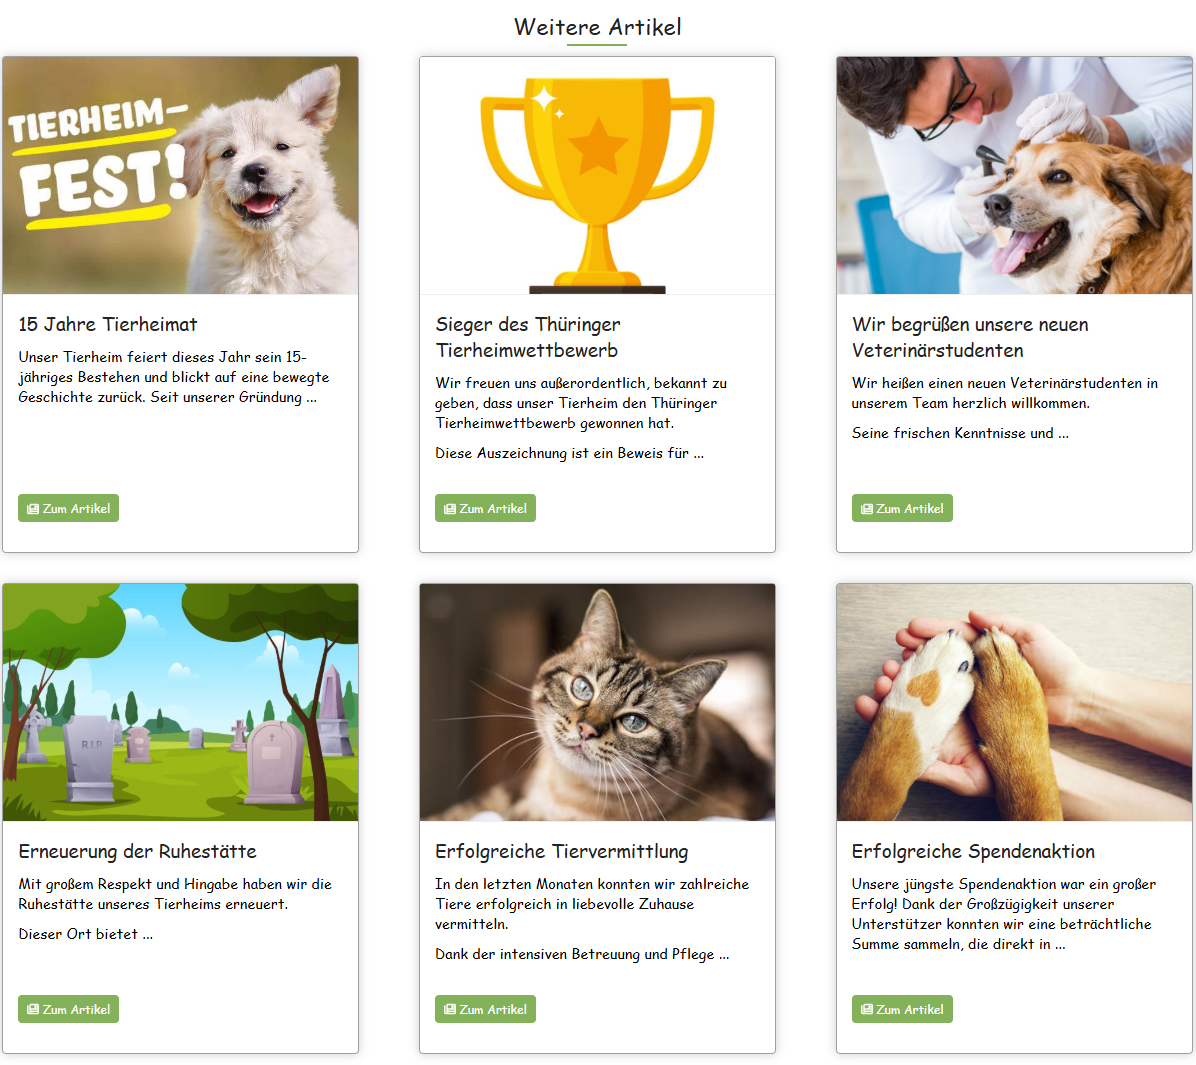 Weitere Artikel
TIERHEIM-
FEST!
15 Jahre Tierheimat
Unser Tierheim feiert dieses Jahr sein 15-
jähriges Bestehen und blickt auf eine bewegte
Geschichte zurück. Seit unserer Gründung ...
Zum Artikel
Sieger des Thüringer
Tierheimwettbewerb
Wir freuen uns außerordentlich, bekannt zu
geben, dass unser Tierheim den Thüringer
Tierheimwettbewerb gewonnen hat.
Diese Auszeichnung ist ein Beweis für ...
Zum Artikel
Wir begrüßen unsere neuen
Veterinärstudenten
Wir heißen einen neuen Veterinärstudenten in
unserem Team herzlich willkommen.
Seine frischen Kenntnisse und ...
Zum Artikel
R.I.P
Erneuerung der Ruhestätte
Mit großem Respekt und Hingabe haben wir die
Ruhestätte unseres Tierheims erneuert.
Dieser Ort bietet ...
Zum Artikel
Erfolgreiche Tiervermittlung
In den letzten Monaten konnten wir zahlreiche
Tiere erfolgreich in liebevolle Zuhause
vermitteln.
Dank der intensiven Betreuung und Pflege ...
Zum Artikel
Erfolgreiche Spendenaktion
Unsere jüngste Spendenaktion war ein großer
Erfolg! Dank der Großzügigkeit unserer
Unterstützer konnten wir eine beträchtliche
Summe sammeln, die direkt in ...
Zum Artikel